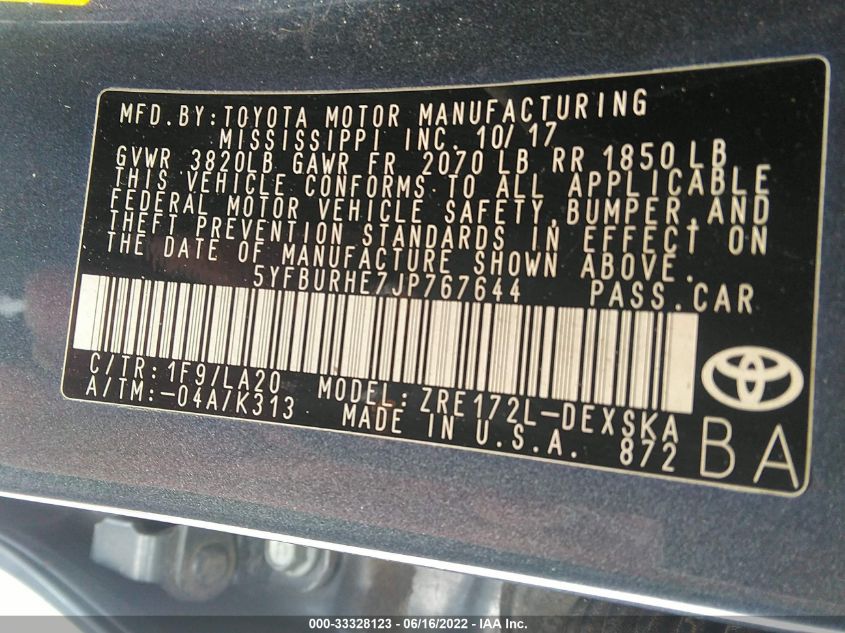 MFD.BY:TOYOTA MOTOR MANUFACTURING
MISSISSIPPI INC. 10/17
GVWR 3820LB GAWR FR 2070LB RR 1850LB
THIS VEHICLE CONFORMS TO ALL APPLICABLE
FEDERAL MOTOR VEHICLE SAFETY,BUMPER,AND
THEFT PREVENTION STANDARDS IN EFFECT ON
THE DATE OF MANUFACTURE SHOWN ABOVE.
5YFBURHE7JP767644 PASS.CAR
C/TR: 1F9/LA20 MODEL: ZRE172L-DEXSKA
A/TM:-04A/K313 MADE IN U.S.A. 872
BA
000-33328123 - 06/16/2022 - IAA Inc.